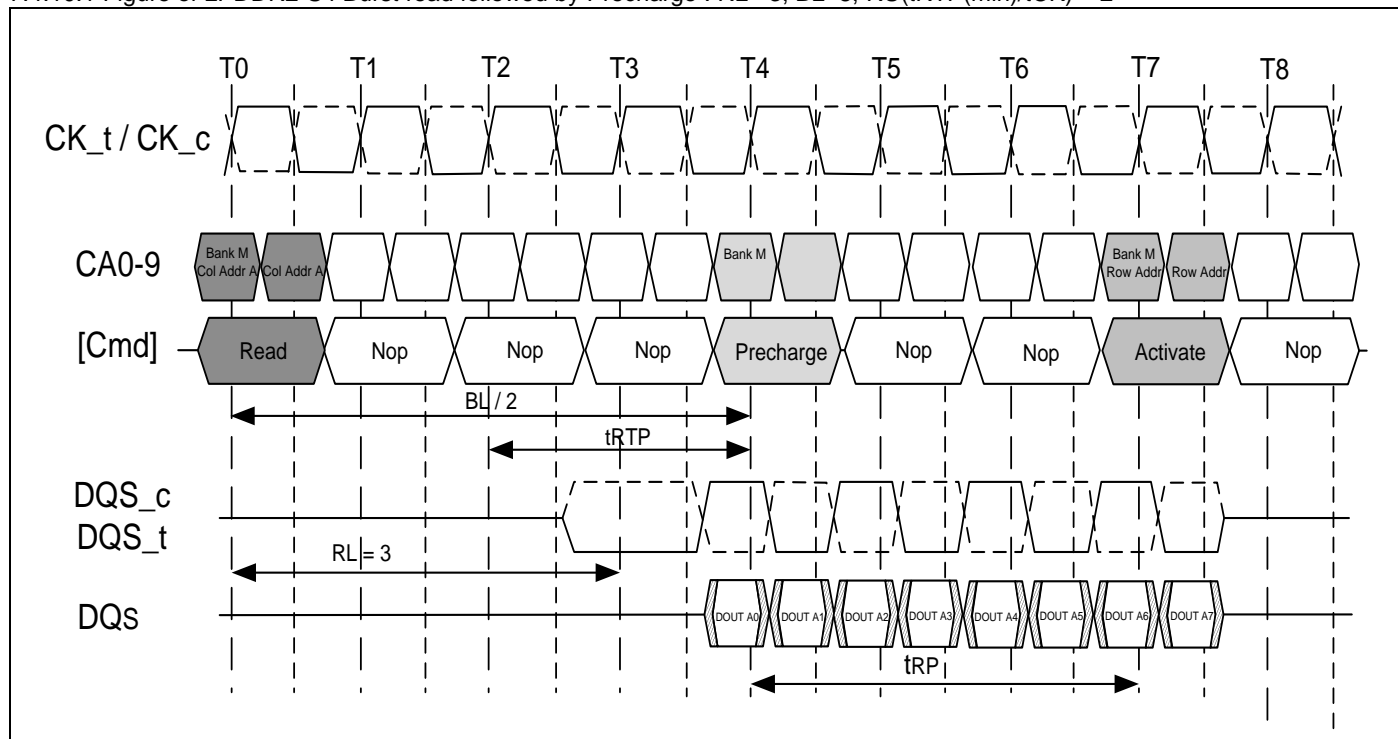 T0 T1 T2 T3 T4 T5 T6 T7 T8
CK_t / CK_c
CA0-9
Bank M
Col Addr A
Col Addr A
Bank M
Bank M
Row Addr
Row Addr
[Cmd]
Read Nop Nop Nop Precharge Nop Nop Activate Nop
BL / 2
tRTP
DQS_c
DQS_t
RL = 3
DQs
DOUT A0 DOUT A1 DOUT A2 DOUT A3 DOUT A4 DOUT A5 DOUT A6 DOUT A7
tRP